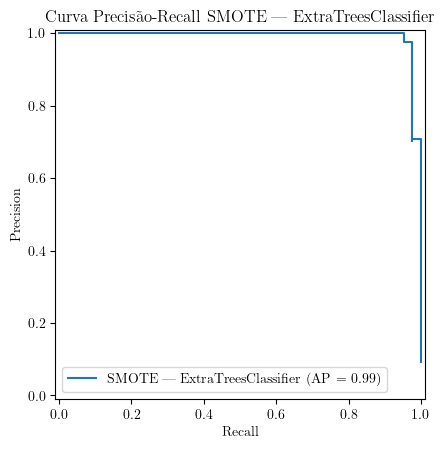 Curva Precisão-Recall SMOTE — ExtraTreesClassifier
1.0
0.8
0.6
0.4
0.2
0.0
Precision
SMOTE — ExtraTreesClassifier (AP = 0.99)
0.0 0.2 0.4 0.6 0.8 1.0
Recall